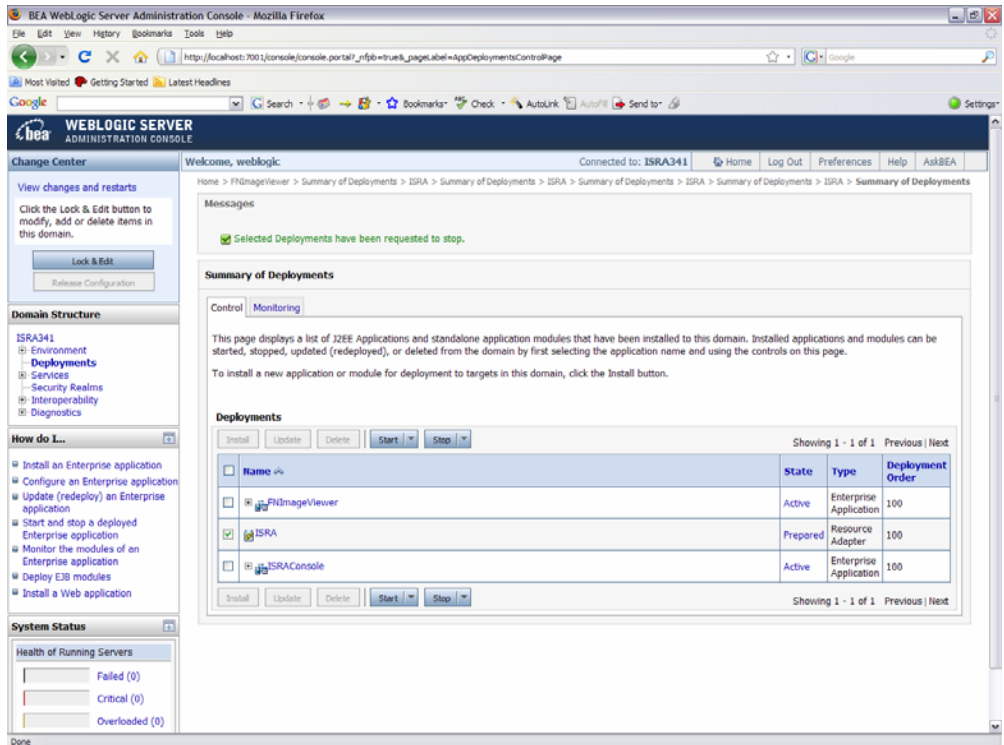 BEA WebLogic Server Administration Console - Mozilla Firefox
File Edit View History Bookmarks Tools Help
http://localhost:7001/console/console.portal?_nfpb=true&_pageLabel=AppDeploymentsControlPage
Google
Most Visited Getting Started Latest Headlines
Google Search Bookmarks Check AutoLink AutoFill Send to Settings
bea WEBLOGIC SERVER
ADMINISTRATION CONSOLE
Change Center
View changes and restarts
Click the Lock & Edit button to
modify, add or delete items in
this domain.
Lock & Edit
Release Configuration
Domain Structure
ISRA341
Environment
Deployments
Services
Security Realms
Interoperability
Diagnostics
How do I...
Install an Enterprise application
Configure an Enterprise application
Update (redeploy) an Enterprise
application
Start and stop a deployed
Enterprise application
Monitor the modules of an
Enterprise application
Deploy EJB modules
Install a Web application
System Status
Health of Running Servers
Failed (0)
Critical (0)
Overloaded (0)
Welcome, weblogic Connected to: ISRA341 Home Log Out Preferences Help AskBEA
Home > FNImageViewer > Summary of Deployments > ISRA > Summary of Deployments > ISRA > Summary of Deployments > ISRA > Summary of Deployments > ISRA > Summary of Deployments
Messages
Selected Deployments have been requested to stop.
Summary of Deployments
Control Monitoring
This page displays a list of J2EE Applications and standalone application modules that have been installed to this domain. Installed applications and modules can be
started, stopped, updated (redeployed), or deleted from the domain by first selecting the application name and using the controls on this page.
To install a new application or module for deployment to targets in this domain, click the Install button.
Deployments
Install Update Delete Start Stop Showing 1 - 1 of 1 Previous | Next
Name State Type Deployment Order
FNImageViewer Active Enterprise Application 100
ISRA Prepared Resource Adapter 100
ISRAConsole Active Enterprise Application 100
Install Update Delete Start Stop Showing 1 - 1 of 1 Previous | Next
Done